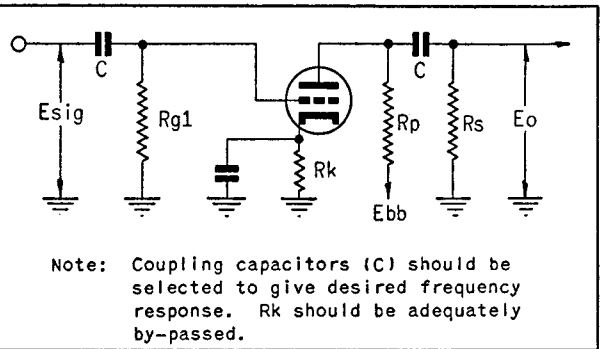 C
C
Esig
Rg1
Rp
Rs
Eo
Rk
Ebb
Note: Coupling capacitors (C) should be
selected to give desired frequency
response. Rk should be adequately
by-passed.